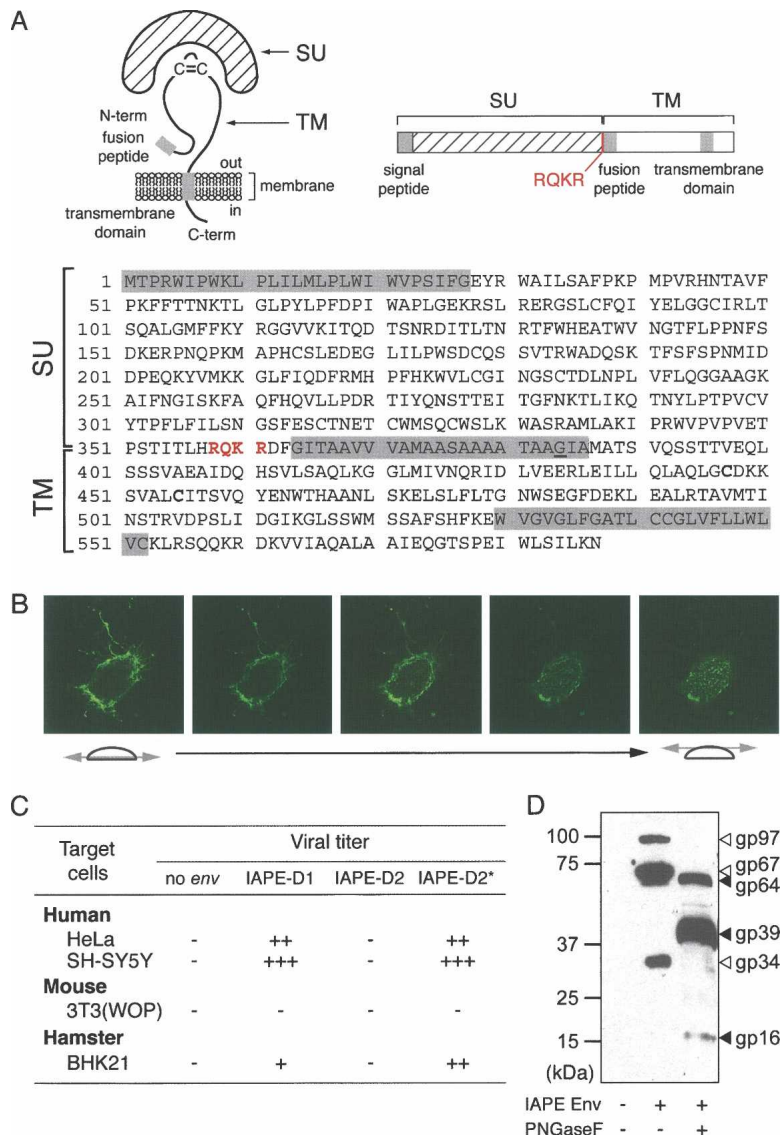 A
SU
C=C
N-term
fusion
peptide
TM
out
membrane
in
transmembrane
domain
C-term
SU
TM
signal
peptide
RQKR
fusion
peptide
transmembrane
domain
SU
TM
1 MTPRWIPWKL PLILMLPLWI WVPSIFGEYR WAILSAFPKP MPVRHNTAVF
51 PKFFTTNKTL GLPYLPFDPI WAPLGEKRSL RERGSLCFQI YELGGCIRLT
101 SQALGMFFKY RGGVVKITQD TSNRDITLTN RTFWHEATWV NGTFLPPNFS
151 DKERPNQPKM APHCSLEDEG LILPWSDCQS SVTRWADQSK TFSFSPNMID
201 DPEQKYVMKK GLFIQDFRMH PFHKWVLCGI NGSCTDLNPL VFLQGGAAGK
251 AIFNGISKFA QFHQVLLPDR TIYQNSTTEI TGFNKTLIKQ TNYLPTPVCV
301 YTPFLFILSN GSFESCTNET CWMSQCWSLK WASRAMLAKI PRWVPVPVET
351 PSTITLHRQK RDFGITAAVV VAMAASAAAA TAAGIAMATS VQSSTTVEQL
401 SSSVAEAIDQ HSVLSAQLKG GLMIVNQRID LVEERLEILL QLAQLGCDKK
451 SVALCITSVQ YENWTHAANL SKELSLFLTG NWSEGFDEIL EALRTAVMTI
501 NSTRVDPSLI DGIKGLSSWM SSAFSHFKEW VGVGLFGATL CCGLVFLLWL
551 VCKLRSQQKR DKVVIAQALA AIEQGTSPEI WLSILKN
B
C
Target
cells
Viral titer
no env IAPE-D1 IAPE-D2 IAPE-D2*
Human
HeLa - ++ - ++
SH-SY5Y - +++ - +++
Mouse
3T3(WOP) - - - -
Hamster
BHK21 - + - ++
D
100
75
37
25
15
(kDa)
gp97
gp67
gp64
gp39
gp34
gp16
IAPE Env - + +
PNGaseF - - +